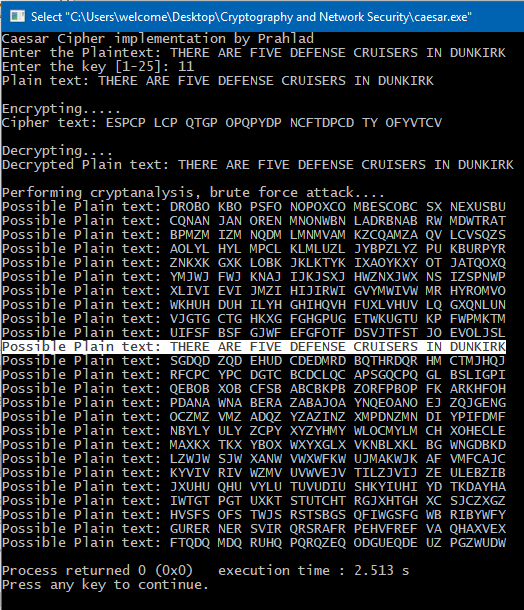 Select "C:\Users\welcome\Desktop\Cryptography and Network Security\caesar.exe"
Caesar Cipher implementation by Prahlad
Enter the Plaintext: THERE ARE FIVE DEFENSE CRUISERS IN DUNKIRK
Enter the key [1-25]: 11
Plain text: THERE ARE FIVE DEFENSE CRUISERS IN DUNKIRK
Encrypting.....
Cipher text: ESPCP LCP QTGP OPQPYDP NCFTDPCD TY OFYVTCV
Decrypting....
Decrypted Plain text: THERE ARE FIVE DEFENSE CRUISERS IN DUNKIRK
Performing cryptanalysis, brute force attack....
Possible Plain text: DROBO KBO PSFO NOPOXCO MBESCOBC SX NEXUSBU
Possible Plain text: CQNAN JAN OREN MNONWBN LADRBNAB RW MDWTRAT
Possible Plain text: BPMZM IZM NQDM LMNMVAM KZCQAMZA QV LCVSQZS
Possible Plain text: AOLYL HYL MPCL KLMLUZL JYBPZLYZ PU KBURPYR
Possible Plain text: ZNKXK GXK LOBK JKLKTYK IXAOYKXY OT JATQOXQ
Possible Plain text: YMJWJ FWJ KNAJ IJKJSXJ HWZNXJWX NS IZSPNWP
Possible Plain text: XLIVI EVI JMZI HIJIRWI GVYMWIVW MR HYROMVO
Possible Plain text: WKHUH DUH ILYH GHIHQVH FUXLVHUV LQ GXQNLUN
Possible Plain text: VJGTG CTG HKXG FGHGPUG ETWKUGTU KP FWPMKTM
Possible Plain text: UIFSF BSF GJWF EFGFOTF DSVJTFST JO EVOLJSL
Possible Plain text: THERE ARE FIVE DEFENSE CRUISERS IN DUNKIRK
Possible Plain text: SGDQD ZQD EHUD CDEDMRD BQTHRDQR HM CTMJHQJ
Possible Plain text: RFCPC YPC DGTC BCDCLQC APSGQCPQ GL BSLIGPI
Possible Plain text: QEBOB XOB CFSB ABCBKPB ZORFPBOP FK ARKHFOH
Possible Plain text: PDANA WNA BERA ZABAJOA YNQEOANO EJ ZQJGENG
Possible Plain text: OCZMZ VMZ ADQZ YZAZINZ XMPDNZMN DI YPIFDMF
Possible Plain text: NBYLY ULY ZCPY XYZYHMY WLOCMYLM CH XOHECLE
Possible Plain text: MAXKX TKX YBOX WXYXGLX VKNBLXKL BG WNGDBKD
Possible Plain text: LZWJW SJW XANW VWXWFKW UJMAKWJK AF VMFCAJC
Possible Plain text: KYVIV RIV WZMV UVWVEJV TILZJVIJ ZE ULEBZIB
Possible Plain text: JXUHU QHU VYLU TUVUDIU SHKYIUHI YD TKDAYHA
Possible Plain text: IWTGT PGT UXKT STUTCHT RGJXHTGH XC SJCZXGZ
Possible Plain text: HVSFS OFS TWJS RSTSBGS QFIWGSFG WB RIBYWFY
Possible Plain text: GURER NER SVIR QRSRAFR PEHVFREF VA QHAXVEX
Possible Plain text: FTQDQ MDQ RUHQ PQRQZEQ ODGUEQDE UZ PGZWUDW
Process returned 0 (0x0)   execution time : 2.513 s
Press any key to continue.